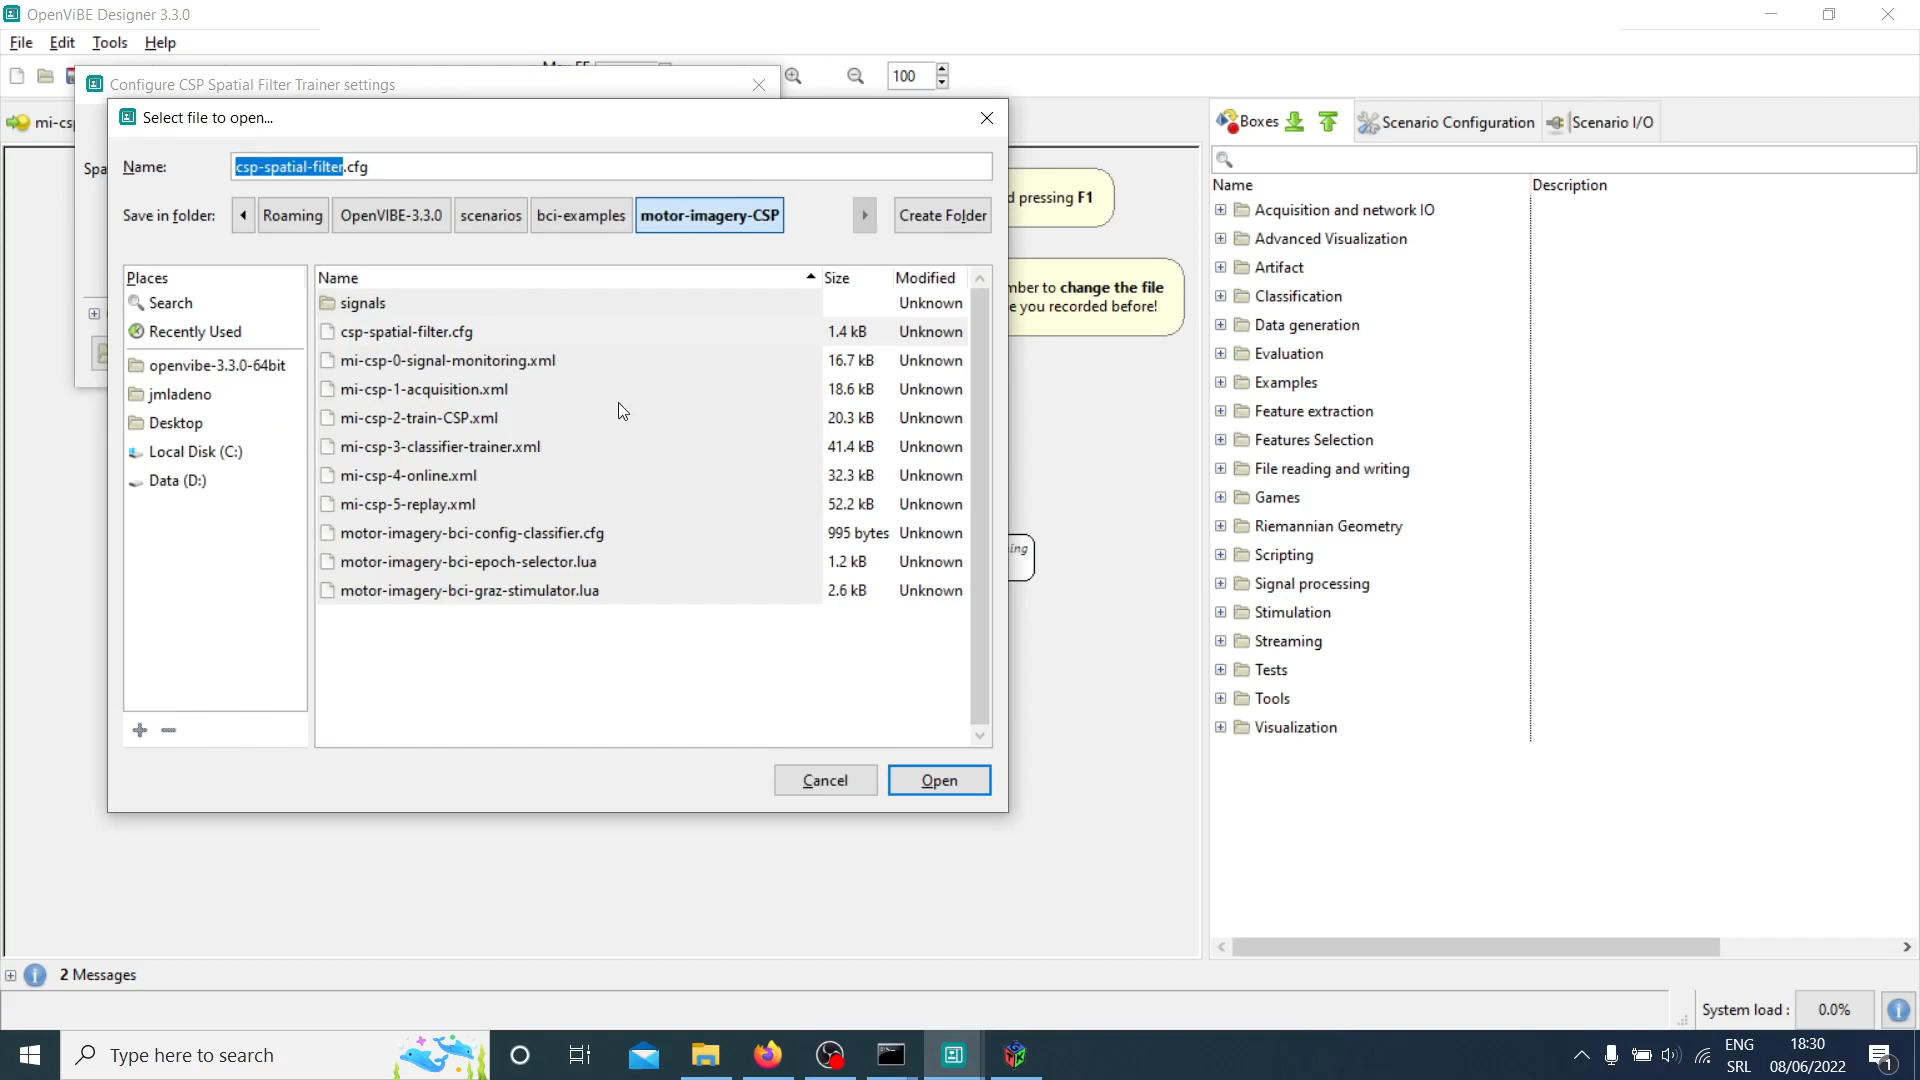 OpenViBE Designer 3.3.0
File Edit Tools Help
100
Configure CSP Spatial Filter Trainer settings
Select file to open...
mi-csp
Spa
Name: csp-spatial-filter.cfg
Save in folder: Roaming OpenVIBE-3.3.0 scenarios bci-examples motor-imagery-CSP Create Folder
Places
Search
Recently Used
openvibe-3.3.0-64bit
jmladeno
Desktop
Local Disk (C:)
Data (D:)
Name Size Modified
signals Unknown
csp-spatial-filter.cfg 1.4 kB Unknown
mi-csp-0-signal-monitoring.xml 16.7 kB Unknown
mi-csp-1-acquisition.xml 18.6 kB Unknown
mi-csp-2-train-CSP.xml 20.3 kB Unknown
mi-csp-3-classifier-trainer.xml 41.4 kB Unknown
mi-csp-4-online.xml 32.3 kB Unknown
mi-csp-5-replay.xml 52.2 kB Unknown
motor-imagery-bci-config-classifier.cfg 995 bytes Unknown
motor-imagery-bci-epoch-selector.lua 1.2 kB Unknown
motor-imagery-bci-graz-stimulator.lua 2.6 kB Unknown
Cancel Open
d pressing F1
mber to change the file
e you recorded before!
ing
Boxes Scenario Configuration Scenario I/O
Name Description
Acquisition and network IO
Advanced Visualization
Artifact
Classification
Data generation
Evaluation
Examples
Feature extraction
Features Selection
File reading and writing
Games
Riemannian Geometry
Scripting
Signal processing
Stimulation
Streaming
Tests
Tools
Visualization
2 Messages
System load : 0.0%
Type here to search
ENG
SRL
18:30
08/06/2022
1